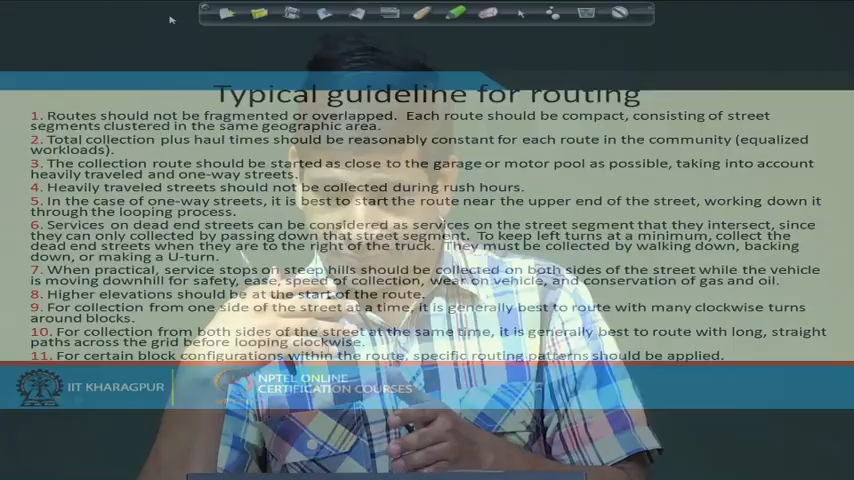 Typical guideline for routing
1. Routes should not be fragmented or overlapped. Each route should be compact, consisting of street
segments clustered in the same geographic area.
2. Total collection plus haul times should be reasonably constant for each route in the community (equalized
workloads).
3. The collection route should be started as close to the garage or motor pool as possible, taking into account
heavily traveled and one-way streets.
4. Heavily traveled streets should not be collected during rush hours.
5. In the case of one-way streets, it is best to start the route near the upper end of the street, working down it
through the looping process.
6. Services on dead end streets can be considered as services on the street segment that they intersect, since
they can only collected by passing down that street segment. To keep left turns at a minimum, collect the
dead end streets when they are to the right of the truck. They must be collected by walking down, backing
down, or making a U-turn.
7. When practical, service stops on steep hills should be collected on both sides of the street while the vehicle
is moving downhill for safety, ease, speed of collection, wear on vehicle, and conservation of gas and oil.
8. Higher elevations should be at the start of the route.
9. For collection from one side of the street at a time, it is generally best to route with many clockwise turns
around blocks.
10. For collection from both sides of the street at the same time, it is generally best to route with long, straight
paths across the grid before looping clockwise.
11. For certain block configurations within the route, specific routing patterns should be applied.
IIT KHARAGPUR
NPTEL ONLINE
CERTIFICATION COURSES